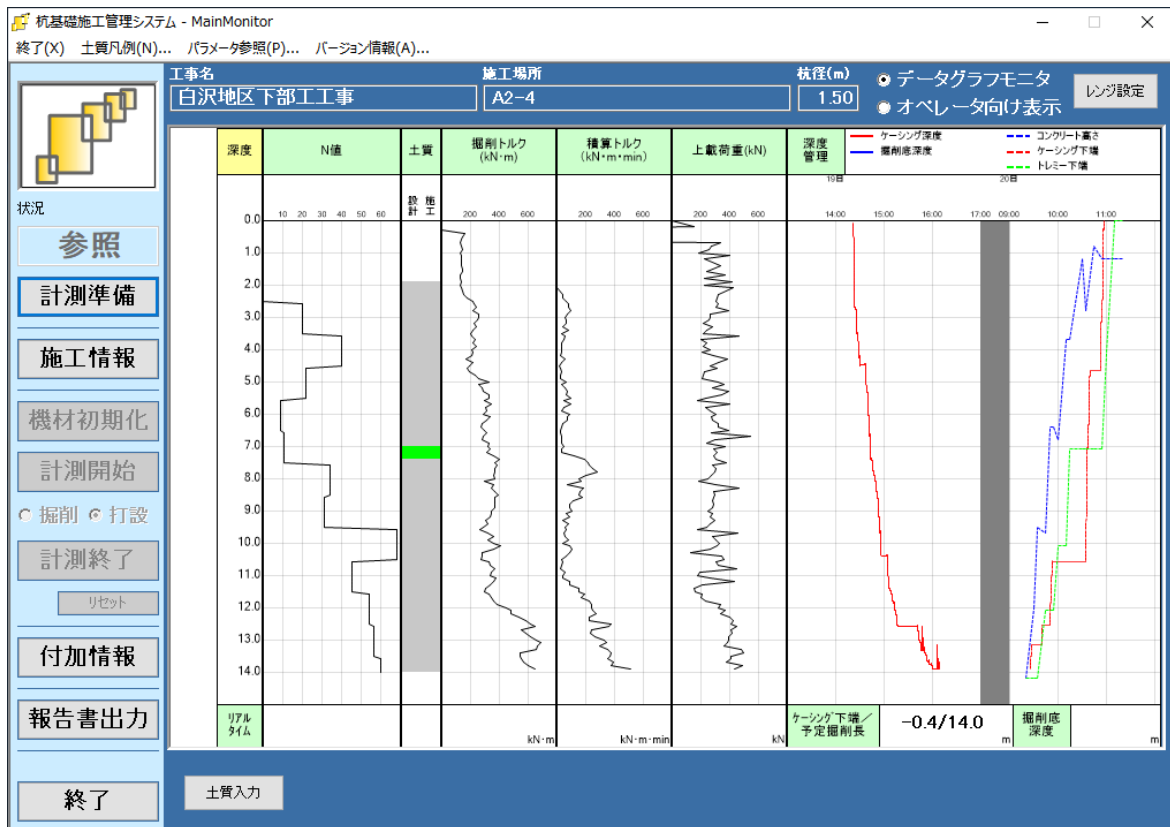 杭基礎施工管理システム - MainMonitor
終了(X) 土質凡例(N)... パラメータ参照(P)... バージョン情報(A)...
状況
参照
計測準備
施工情報
機材初期化
計測開始
掘削 打設
計測終了
リセット
付加情報
報告書出力
終了
工事名 施工場所 杭径(m)
白沢地区下部工工事 A2-4 1.50
データグラフモニタ
オペレータ向け表示
レンジ設定
深度 N値 土質 掘削トルク (kN·m) 積算トルク (kN·m·min) 上載荷重(kN) 深度管理
ケーシング深度 コンクリート高さ
掘削底深度 ケーシング下端
トレミー下端
設計 施工
19日 20日
10 20 30 40 50 60 200 400 600 200 400 600 200 400 600 14:00 15:00 16:00 17:00 09:00 10:00 11:00
0.0
1.0
2.0
3.0
4.0
5.0
6.0
7.0
8.0
9.0
10.0
11.0
12.0
13.0
14.0
リアルタイム kN·m kN·m·min kN
ケーシング下端/予定掘削長 -0.4/14.0 m 掘削底深度 m
土質入力